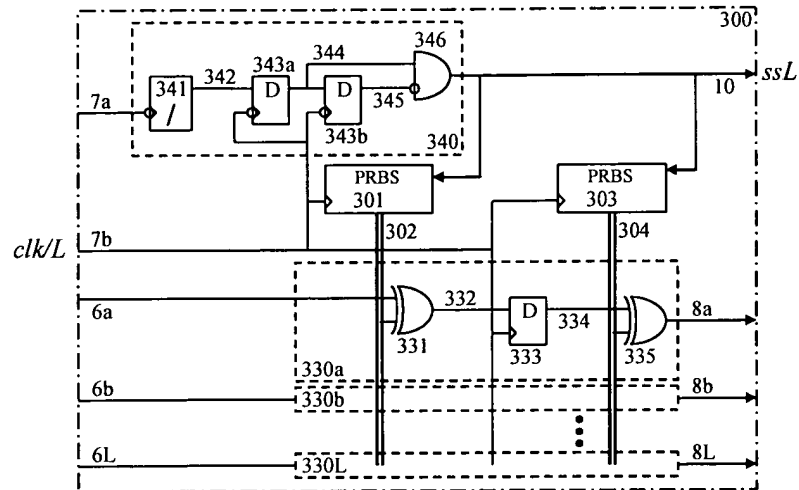 300
346
344
343a
341
342
D
D
ssL
/
345
10
7a
343b
340
PRBS
301
PRBS
303
302
304
clk/L
7b
6a
332
D
334
8a
331
333
335
330a
6b
330b
8b
6L
330L
8L